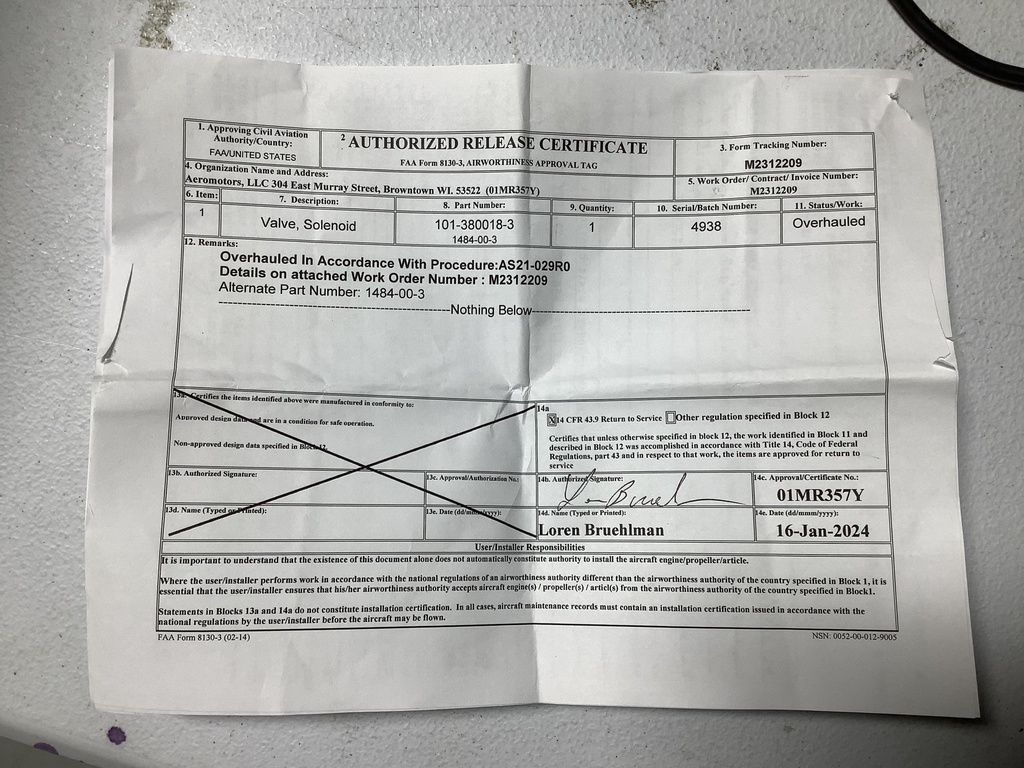 1. Approving Civil Aviation
Authority/Country:
FAA/UNITED STATES
2 AUTHORIZED RELEASE CERTIFICATE
FAA Form 8130-3, AIRWORTHINESS APPROVAL TAG
3. Form Tracking Number:
M2312209
4. Organization Name and Address:
Aeromotors, LLC 304 East Murray Street, Browntown WI. 53522 (01MR357Y)
5. Work Order/ Contract/ Invoice Number:
M2312209
6. Item:
1
7. Description:
Valve, Solenoid
8. Part Number:
101-380018-3
1484-00-3
9. Quantity:
1
10. Serial/Batch Number:
4938
11. Status/Work:
Overhauled
12. Remarks:
Overhauled In Accordance With Procedure:AS21-029R0
Details on attached Work Order Number : M2312209
Alternate Part Number: 1484-00-3
-----Nothing Below-----
13a. Certifies the items identified above were manufactured in conformity to:
Approved design data and are in a condition for safe operation.
Non-approved design data specified in Block 12.
13b. Authorized Signature:
13c. Approval/Authorization No.:
13d. Name (Typed or Printed):
13e. Date (dd/mmm/yyyy):
14a
X 14 CFR 43.9 Return to Service Other regulation specified in Block 12
Certifies that unless otherwise specified in block 12, the work identified in Block 11 and
described in Block 12 was accomplished in accordance with Title 14, Code of Federal
Regulations, part 43 and in respect to that work, the items are approved for return to
service
14b. Authorized Signature:
14c. Approval/Certificate No.:
01MR357Y
14d. Name (Typed or Printed):
Loren Bruehlman
14e. Date (dd/mmm/yyyy):
16-Jan-2024
User/Installer Responsibilities
It is important to understand that the existence of this document alone does not automatically constitute authority to install the aircraft engine/propeller/article.
Where the user/installer performs work in accordance with the national regulations of an airworthiness authority different than the airworthiness authority of the country specified in Block 1, it is
essential that the user/installer ensures that his/her airworthiness authority accepts aircraft engine(s) / propeller(s) / articl(s) from the airworthiness authority of the country specified in Block1.
Statements in Blocks 13a and 14a do not constitute installation certification. In all cases, aircraft maintenance records must contain an installation certification issued in accordance with the
national regulations by the user/installer before the aircraft may be flown.
FAA Form 8130-3 (02-14)
NSN: 0052-00-012-9005